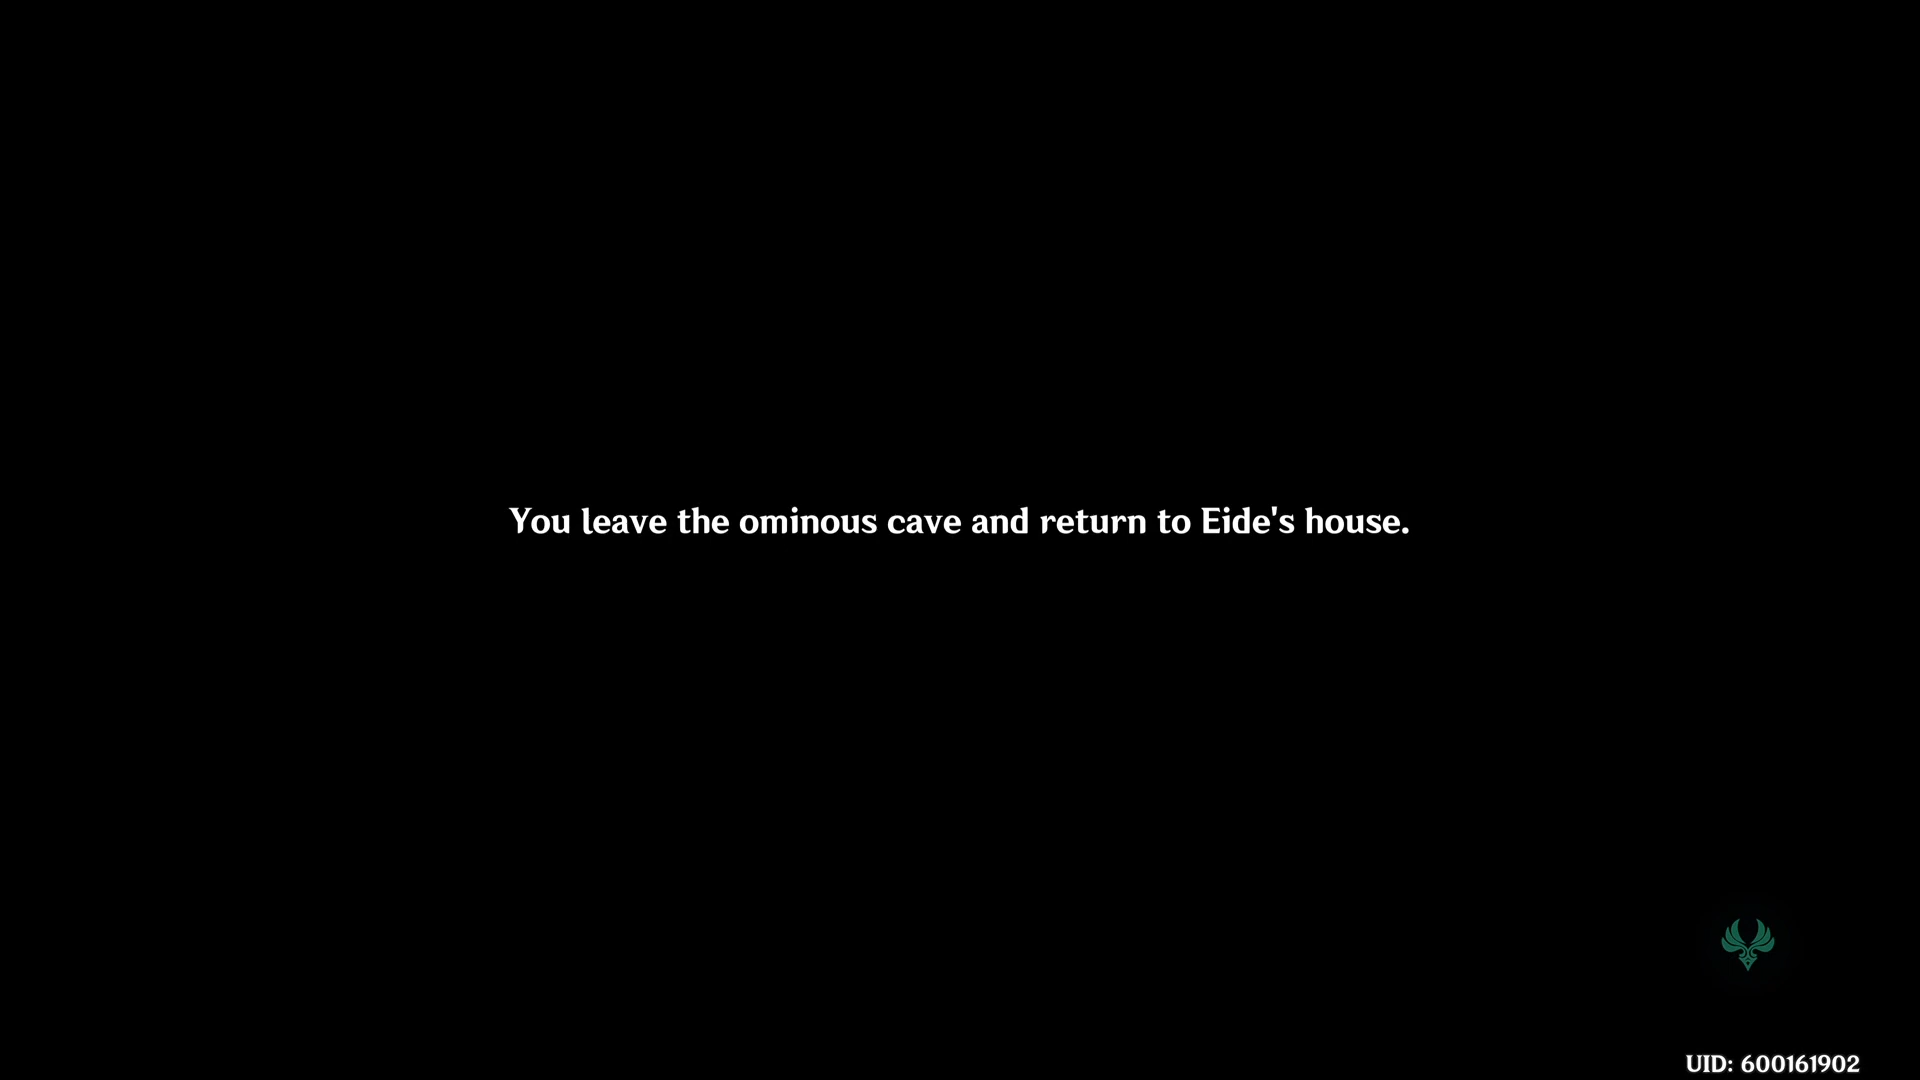 You leave the ominous cave and return to Eide's house.
UID: 600161902